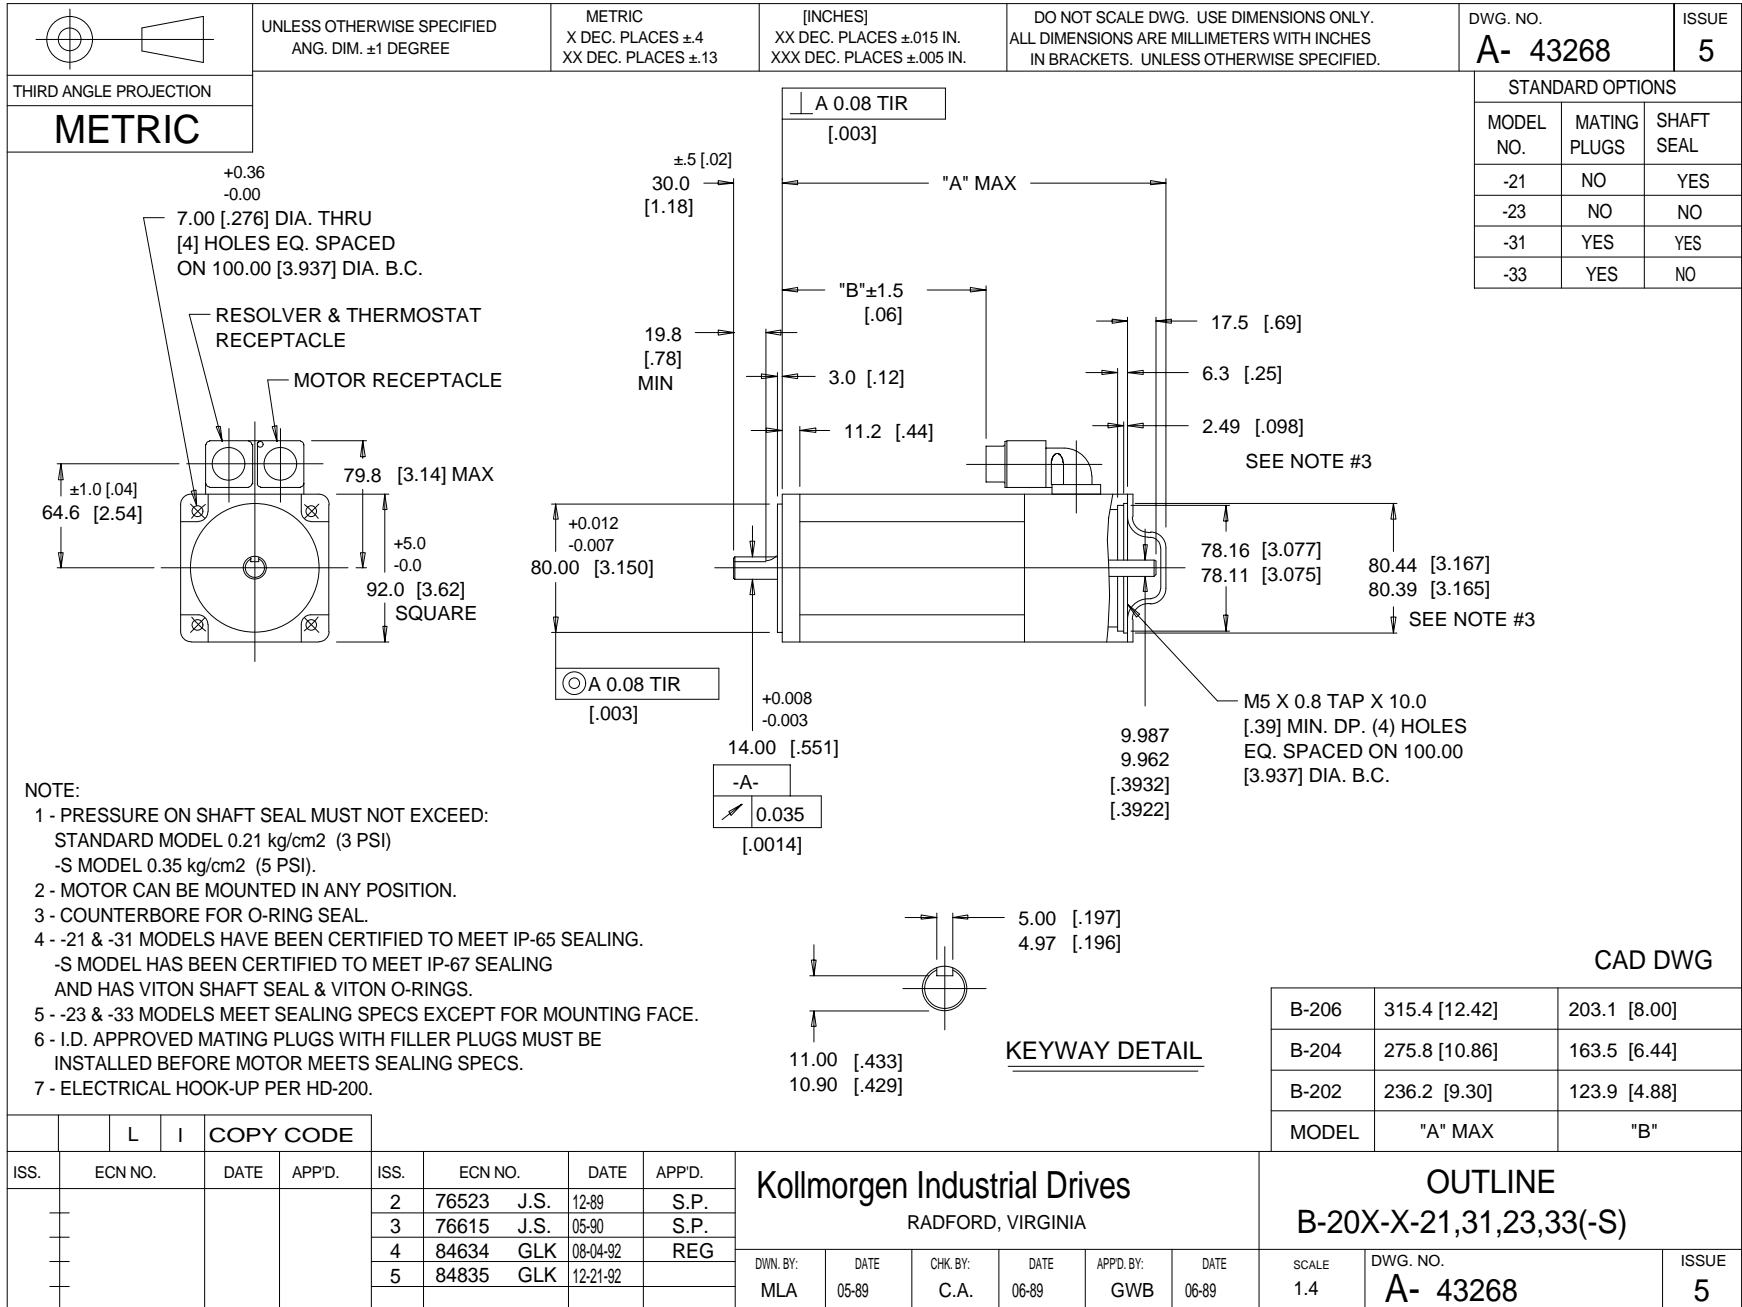 UNLESS OTHERWISE SPECIFIED
ANG. DIM. ±1 DEGREE
METRIC
X DEC. PLACES ±.4
XX DEC. PLACES ±.13
[INCHES]
XX DEC. PLACES ±.015 IN.
XXX DEC. PLACES ±.005 IN.
DO NOT SCALE DWG. USE DIMENSIONS ONLY.
ALL DIMENSIONS ARE MILLIMETERS WITH INCHES
IN BRACKETS. UNLESS OTHERWISE SPECIFIED.
DWG. NO.
A- 43268
ISSUE
5
THIRD ANGLE PROJECTION
METRIC
STANDARD OPTIONS
MODEL NO. MATING PLUGS SHAFT SEAL
-21 NO YES
-23 NO NO
-31 YES YES
-33 YES NO
⊥ A 0.08 TIR
[.003]
±.5 [.02]
30.0
[1.18]
"A" MAX
+0.36
-0.00
7.00 [.276] DIA. THRU
[4] HOLES EQ. SPACED
ON 100.00 [3.937] DIA. B.C.
RESOLVER & THERMOSTAT
RECEPTACLE
MOTOR RECEPTACLE
"B"±1.5
[.06]
19.8
[.78]
MIN
3.0 [.12]
11.2 [.44]
17.5 [.69]
6.3 [.25]
2.49 [.098]
SEE NOTE #3
79.8 [3.14] MAX
±1.0 [.04]
64.6 [2.54]
+5.0
-0.0
92.0 [3.62]
SQUARE
+0.012
-0.007
80.00 [3.150]
78.16 [3.077]
78.11 [3.075]
80.44 [3.167]
80.39 [3.165]
SEE NOTE #3
◎ A 0.08 TIR
[.003]
+0.008
-0.003
14.00 [.551]
-A-
0.035
[.0014]
9.987
9.962
[.3932]
[.3922]
M5 X 0.8 TAP X 10.0
[.39] MIN. DP. (4) HOLES
EQ. SPACED ON 100.00
[3.937] DIA. B.C.
NOTE:
1 - PRESSURE ON SHAFT SEAL MUST NOT EXCEED:
STANDARD MODEL 0.21 kg/cm2 (3 PSI)
-S MODEL 0.35 kg/cm2 (5 PSI).
2 - MOTOR CAN BE MOUNTED IN ANY POSITION.
3 - COUNTERBORE FOR O-RING SEAL.
4 - -21 & -31 MODELS HAVE BEEN CERTIFIED TO MEET IP-65 SEALING.
-S MODEL HAS BEEN CERTIFIED TO MEET IP-67 SEALING
AND HAS VITON SHAFT SEAL & VITON O-RINGS.
5 - -23 & -33 MODELS MEET SEALING SPECS EXCEPT FOR MOUNTING FACE.
6 - I.D. APPROVED MATING PLUGS WITH FILLER PLUGS MUST BE
INSTALLED BEFORE MOTOR MEETS SEALING SPECS.
7 - ELECTRICAL HOOK-UP PER HD-200.
5.00 [.197]
4.97 [.196]
11.00 [.433]
10.90 [.429]
KEYWAY DETAIL
CAD DWG
B-206 315.4 [12.42] 203.1 [8.00]
B-204 275.8 [10.86] 163.5 [6.44]
B-202 236.2 [9.30] 123.9 [4.88]
MODEL "A" MAX "B"
L I COPY CODE
ISS. ECN NO. DATE APP'D. ISS. ECN NO. DATE APP'D.
2 76523 J.S. 12-89 S.P.
3 76615 J.S. 05-90 S.P.
4 84634 GLK 08-04-92 REG
5 84835 GLK 12-21-92
Kollmorgen Industrial Drives
RADFORD, VIRGINIA
DWN. BY: DATE CHK. BY: DATE APP'D. BY: DATE
MLA 05-89 C.A. 06-89 GWB 06-89
OUTLINE
B-20X-X-21,31,23,33(-S)
SCALE
1.4
DWG. NO.
A- 43268
ISSUE
5